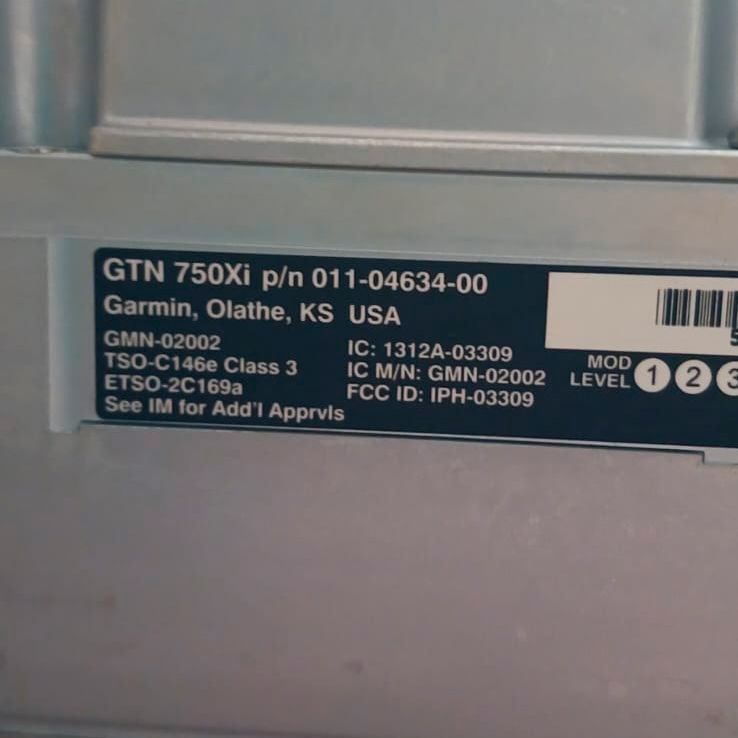 GTN 750Xi p/n 011-04634-00
Garmin, Olathe, KS USA
GMN-02002
TSO-C146e Class 3
ETSO-2C169a
See IM for Add'l Apprvls
IC: 1312A-03309
IC M/N: GMN-02002
FCC ID: IPH-03309
MOD
LEVEL 1 2 3